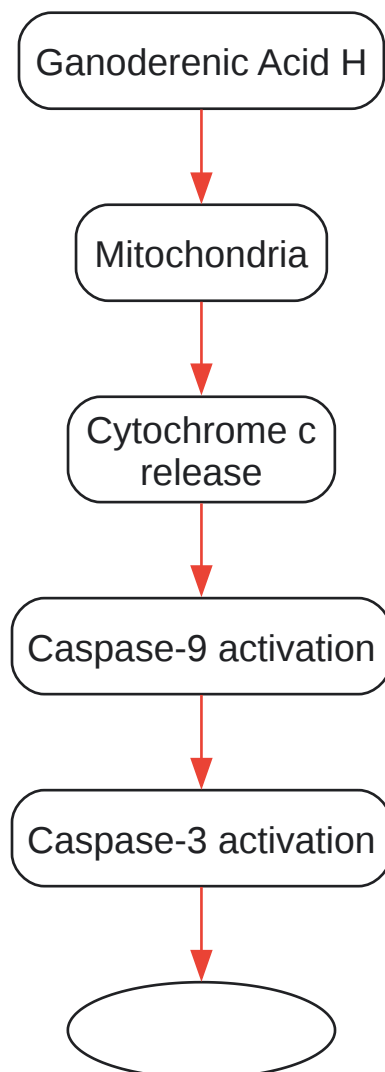 Ganoderenic Acid H
Mitochondria
Cytochrome c
release
Caspase-9 activation
Caspase-3 activation